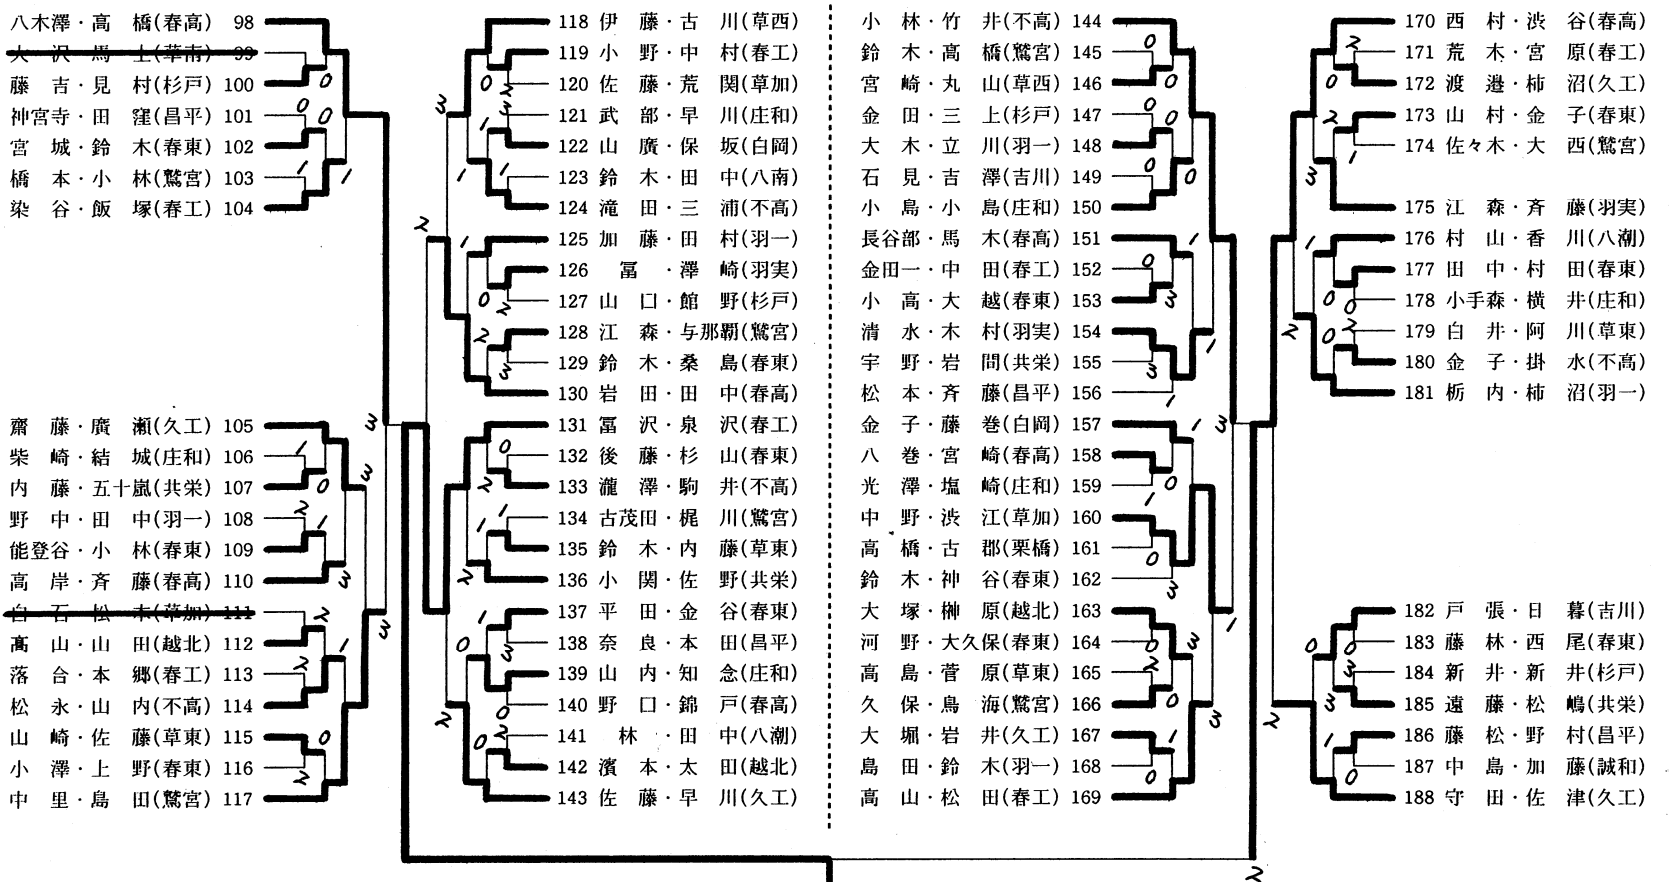 八木澤・高 橋(春高) 98
大 沢 馬 土(草南) 99
藤 吉・見 村(杉戸) 100
神宮寺・田 窪(昌平) 101
宮 城・鈴 木(春東) 102
橋 本・小 林(鷲宮) 103
染 谷・飯 塚(春工) 104
齋 藤・廣 瀬(久工) 105
柴 崎・結 城(庄和) 106
内 藤・五十嵐(共栄) 107
野 中・田 中(羽一) 108
能登谷・小 林(春東) 109
高 岸・斉 藤(春高) 110
白 石 松 本(草加) 111
髙 山・山 田(越北) 112
落 合・本 郷(春工) 113
松 永・山 内(不高) 114
山 崎・佐 藤(草東) 115
小 澤・上 野(春東) 116
中 里・島 田(鷲宮) 117
118 伊 藤・古 川(草西)
119 小 野・中 村(春工)
120 佐 藤・荒 関(草加)
121 武 部・早 川(庄和)
122 山 廣・保 坂(白岡)
123 鈴 木・田 中(八南)
124 滝 田・三 浦(不高)
125 加 藤・田 村(羽一)
126 冨 ・澤 崎(羽実)
127 山 口・館 野(杉戸)
128 江 森・与那覇(鷲宮)
129 鈴 木・桑 島(春東)
130 岩 田・田 中(春高)
131 冨 沢・泉 沢(春工)
132 後 藤・杉 山(春東)
133 瀧 澤・駒 井(不高)
134 古茂田・梶 川(鷲宮)
135 鈴 木・内 藤(草東)
136 小 関・佐 野(共栄)
137 平 田・金 谷(春東)
138 奈 良・本 田(昌平)
139 山 内・知 念(庄和)
140 野 口・錦 戸(春高)
141 林 ・田 中(八潮)
142 濱 本・太 田(越北)
143 佐 藤・早 川(久工)
小 林・竹 井(不高) 144
鈴 木・高 橋(鷲宮) 145
宮 崎・丸 山(草西) 146
金 田・三 上(杉戸) 147
大 木・立 川(羽一) 148
石 見・吉 澤(吉川) 149
小 島・小 島(庄和) 150
長谷部・馬 木(春高) 151
金田一・中 田(春工) 152
小 高・大 越(春東) 153
清 水・木 村(羽実) 154
宇 野・岩 間(共栄) 155
松 本・斉 藤(昌平) 156
金 子・藤 巻(白岡) 157
八 巻・宮 崎(春高) 158
光 澤・塩 崎(庄和) 159
中 野・渋 江(草加) 160
高 橋・古 郡(栗橋) 161
鈴 木・神 谷(春東) 162
大 塚・榊 原(越北) 163
河 野・大久保(春東) 164
高 島・菅 原(草東) 165
久 保・鳥 海(鷲宮) 166
大 堀・岩 井(久工) 167
島 田・鈴 木(羽一) 168
高 山・松 田(春工) 169
170 西 村・渋 谷(春高)
171 荒 木・宮 原(春工)
172 渡 邉・柿 沼(久工)
173 山 村・金 子(春東)
174 佐々木・大 西(鷲宮)
175 江 森・斉 藤(羽実)
176 村 山・香 川(八潮)
177 田 中・村 田(春東)
178 小手森・横 井(庄和)
179 白 井・阿 川(草東)
180 金 子・掛 水(不高)
181 栃 内・柿 沼(羽一)
182 戸 張・日 暮(吉川)
183 藤 林・西 尾(春東)
184 新 井・新 井(杉戸)
185 遠 藤・松 嶋(共栄)
186 藤 松・野 村(昌平)
187 中 島・加 藤(誠和)
188 守 田・佐 津(久工)